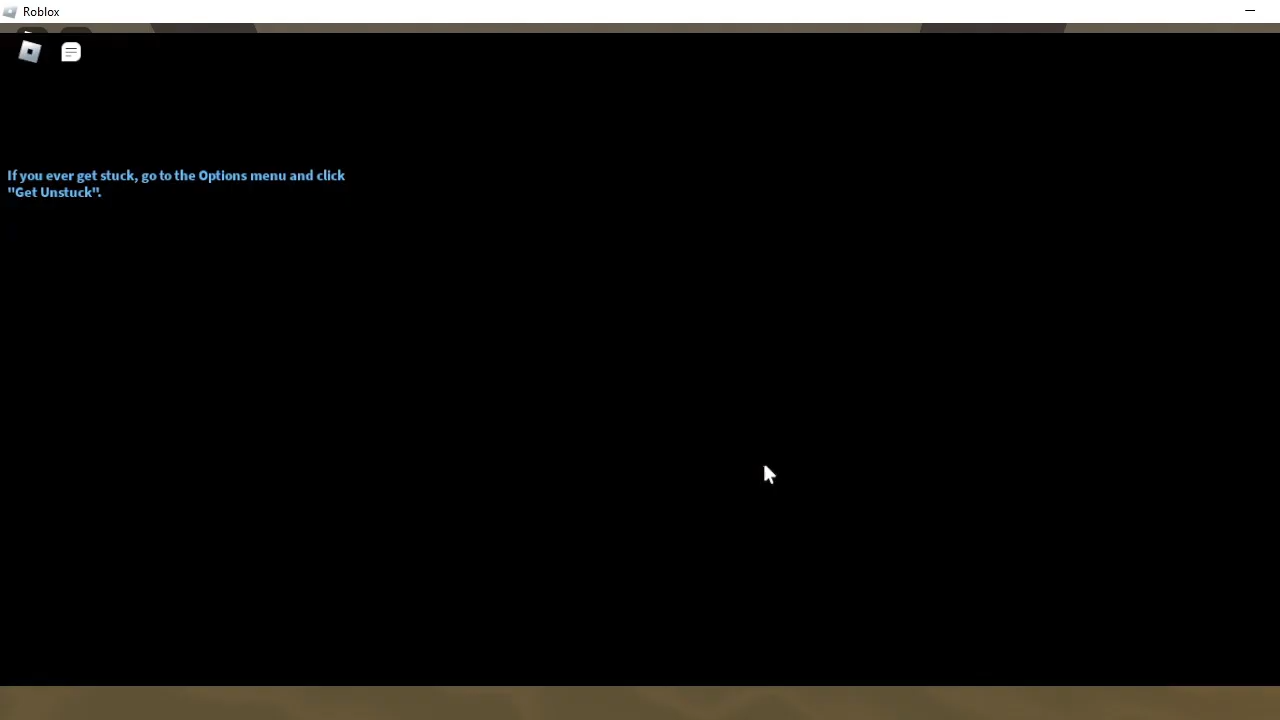 Roblox
If you ever get stuck, go to the Options menu and click
"Get Unstuck".